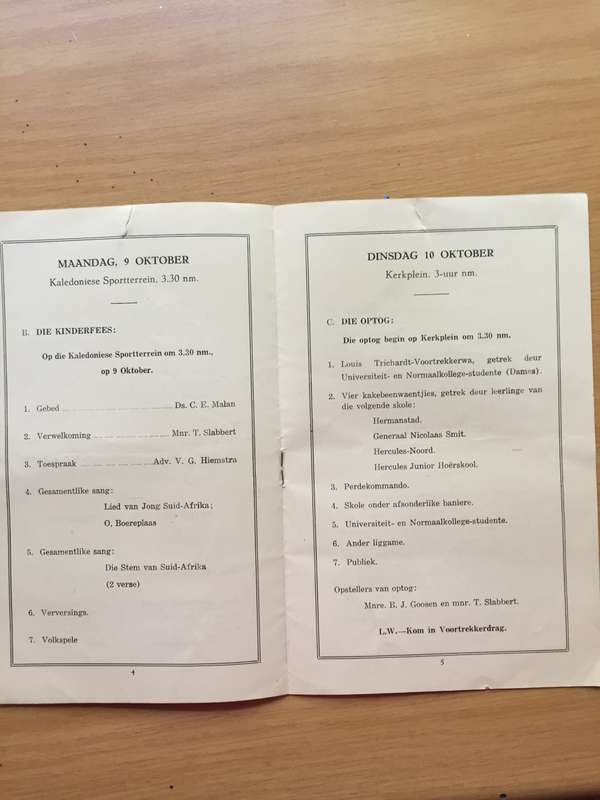 MAANDAG, 9 OKTOBER
Kaledoniese Sportterrein, 3.30 nm.
B. DIE KINDERFEES:
Op die Kaledoniese Sportterrein om 3.30 nm.,
op 9 Oktober.
1. Gebed Ds. C. E. Malan
2. Verwelkoming Mnr. T. Slabbert
3. Toespraak Adv. V. G. Hiemstra
4. Gesamentlike sang:
Lied van Jong Suid-Afrika;
O, Boereplaas
5. Gesamentlike sang:
Die Stem van Suid-Afrika
(2 verse)
6. Verversings.
7. Volkspele
4
DINSDAG 10 OKTOBER
Kerkplein, 3-uur nm.
C. DIE OPTOG:
Die optog begin op Kerkplein om 3.30 nm.
1. Louis Trichardt-Voortrekkerwa, getrek deur
Universiteit- en Normaalkollege-studente (Dames).
2. Vier kakebeenwaentjies, getrek deur leerlinge van
die volgende skole:
Hermanstad.
Generaal Nicolaas Smit.
Hercules-Noord.
Hercules Junior Hoërskool.
3. Perdekommando.
4. Skole onder afsonderlike baniere.
5. Universiteit- en Normaalkollege-studente.
6. Ander liggame.
7. Publiek.
Opstellers van optog:
Mnre. B. J. Goosen en mnr. T. Slabbert.
L.W.—Kom in Voortrekkerdrag.
5